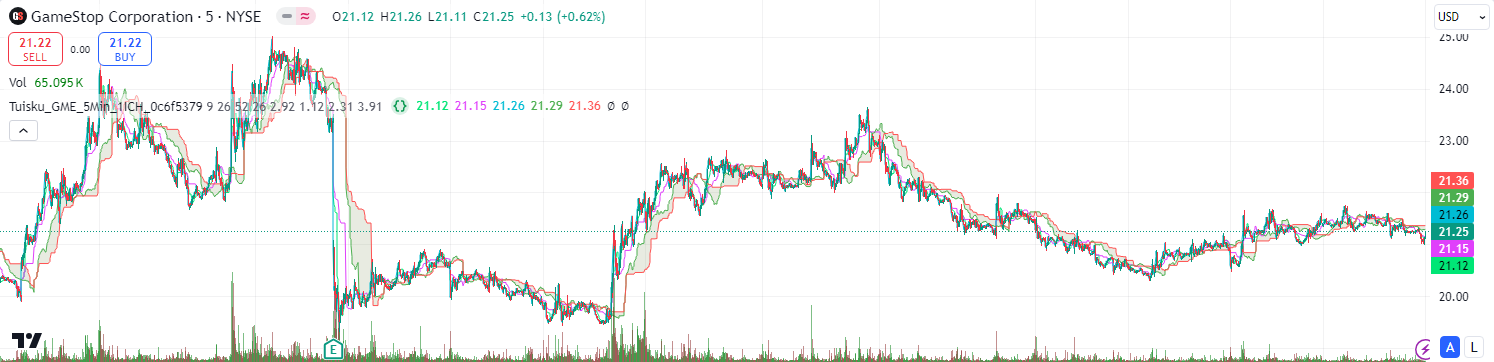 GameStop Corporation · 5 · NYSE O21.12 H21.26 L21.11 C21.25 +0.13 (+0.62%)
USD
25.00
21.22 SELL
0.00
21.22 BUY
Vol 65.095 K
24.00
Tuisku_GME_5Min_1ICH_0c6f5379 9 26 52 26 2.92 1.12 2.31 3.91 {} 21.12 21.15 21.26 21.29 21.36 Ø Ø
23.00
21.36
21.29
21.26
21.25
21.15
21.12
20.00
E
A L